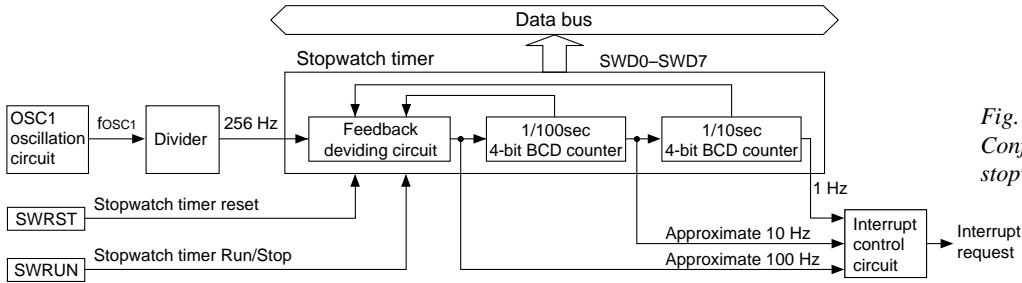 Data bus
Stopwatch timer
SWD0–SWD7
OSC1
oscillation
circuit
fOSC1
Divider
256 Hz
Feedback
deviding circuit
1/100sec
4-bit BCD counter
1/10sec
4-bit BCD counter
Fig.
stopw
1 Hz
SWRST
Stopwatch timer reset
SWRUN
Stopwatch timer Run/Stop
Approximate 10 Hz
Approximate 100 Hz
Interrupt
control
circuit
Interrupt
request